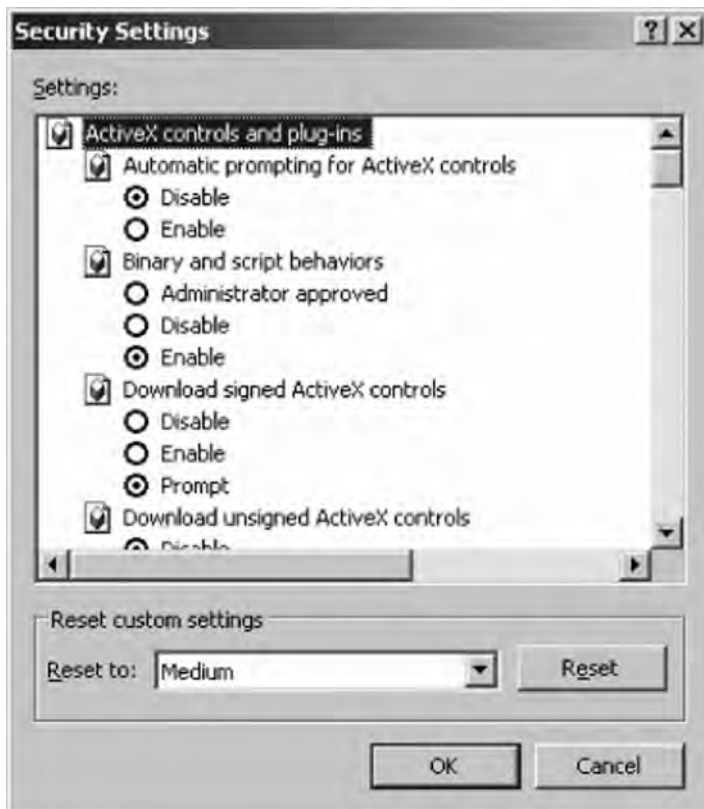 Security Settings
Settings:
ActiveX controls and plug-ins
Automatic prompting for ActiveX controls
Disable
Enable
Binary and script behaviors
Administrator approved
Disable
Enable
Download signed ActiveX controls
Disable
Enable
Prompt
Download unsigned ActiveX controls
Disable
Reset custom settings
Reset to: Medium Reset
OK Cancel